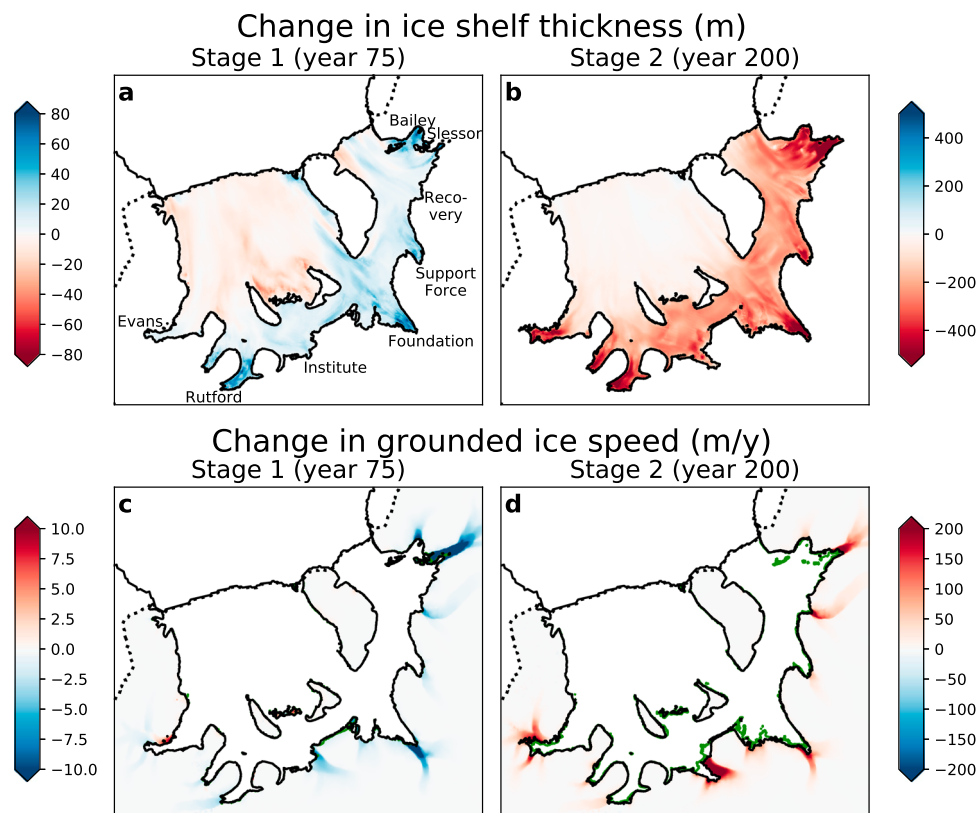 Change in ice shelf thickness (m)
Stage 1 (year 75)
Stage 2 (year 200)
a
b
80
60
40
20
0
−20
−40
−60
−80
Bailey
Slessor
Reco-
very
Support
Force
Evans
Foundation
Institute
Rutford
400
200
0
−200
−400
Change in grounded ice speed (m/y)
Stage 1 (year 75)
Stage 2 (year 200)
c
d
10.0
7.5
5.0
2.5
0.0
−2.5
−5.0
−7.5
−10.0
200
150
100
50
0
−50
−100
−150
−200